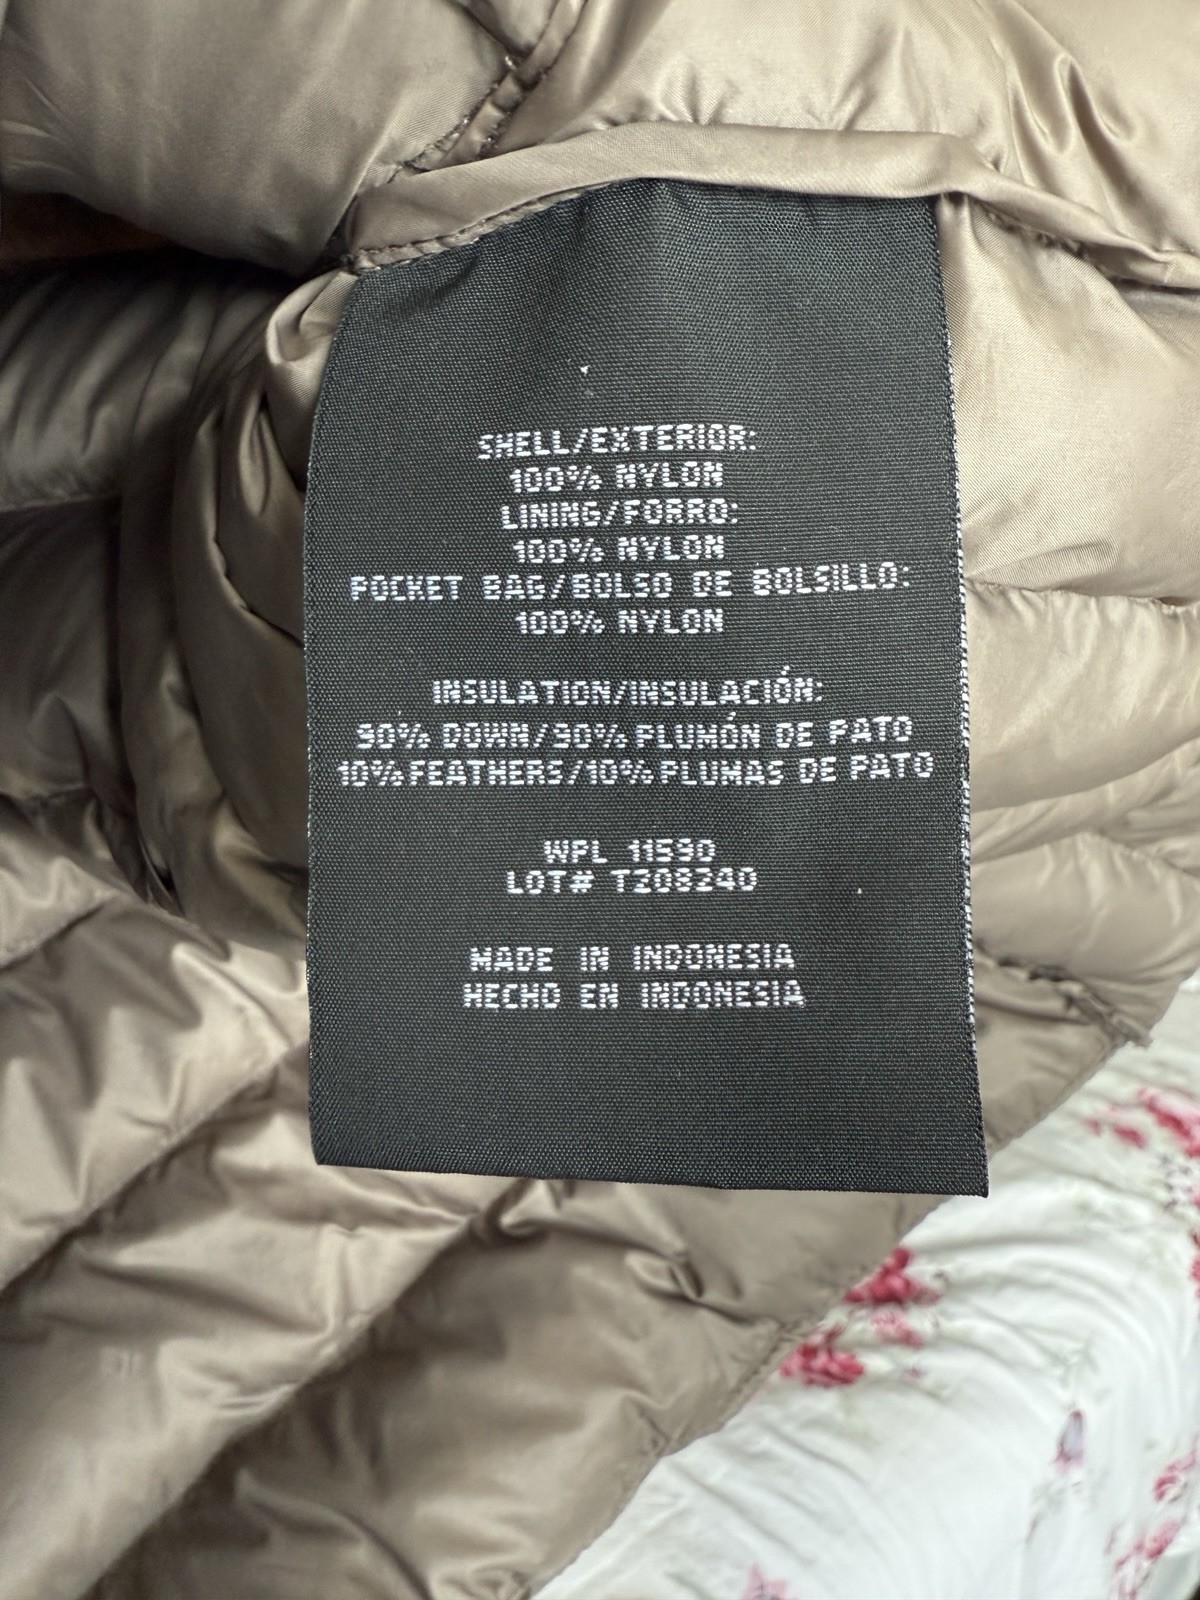 SHELL/EXTERIOR:
100% NYLON
LINING/FORRO:
100% NYLON
POCKET BAG/BOLSO DE BOLSILLO:
100% NYLON
INSULATION/INSULACIÓN:
90% DOWN/90% PLUMÓN DE PATO
10% FEATHERS/10% PLUMAS DE PATO
WPL 11590
LOT# T208240
MADE IN INDONESIA
HECHO EN INDONESIA